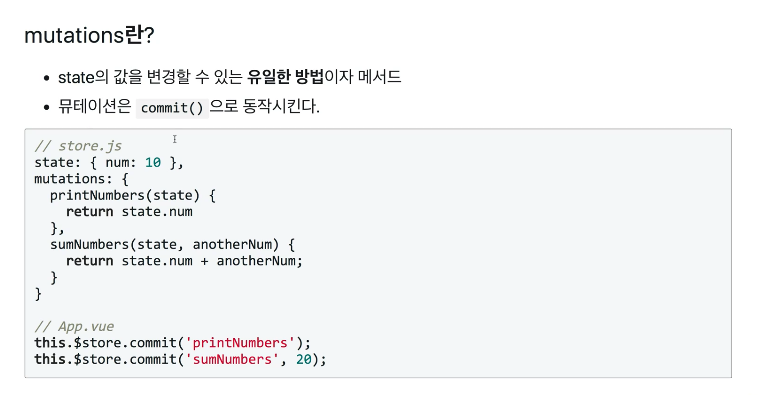 mutations란?
state의 값을 변경할 수 있는 유일한 방법이자 메서드
뮤테이션은 commit() 으로 동작시킨다.
// store.js
state: { num: 10 },
mutations: {
  printNumbers(state) {
    return state.num
  },
  sumNumbers(state, anotherNum) {
    return state.num + anotherNum;
  }
}
// App.vue
this.$store.commit('printNumbers');
this.$store.commit('sumNumbers', 20);